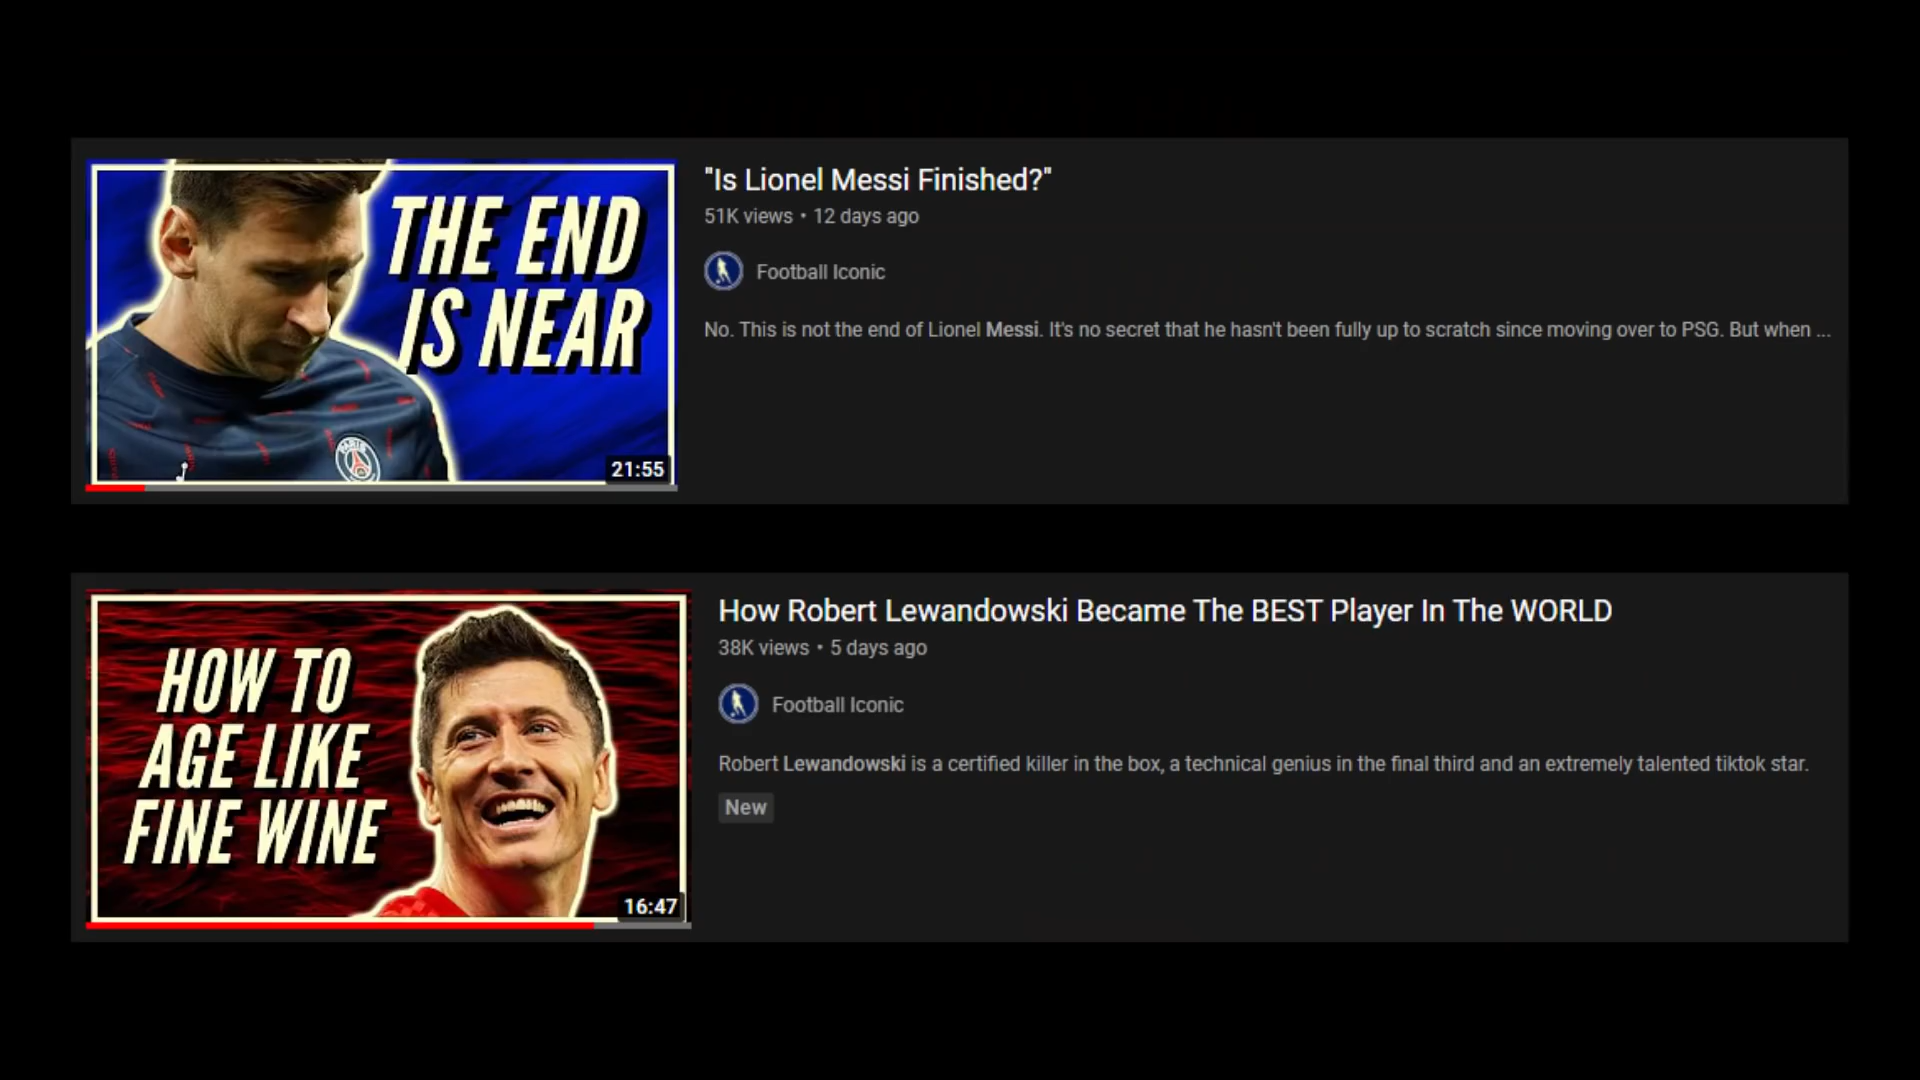 THE END
IS NEAR
PARIS
21:55
"Is Lionel Messi Finished?"
51K views • 12 days ago
Football Iconic
No. This is not the end of Lionel Messi. It's no secret that he hasn't been fully up to scratch since moving over to PSG. But when ...
HOW TO
AGE LIKE
FINE WINE
16:47
How Robert Lewandowski Became The BEST Player In The WORLD
38K views • 5 days ago
Football Iconic
Robert Lewandowski is a certified killer in the box, a technical genius in the final third and an extremely talented tiktok star.
New